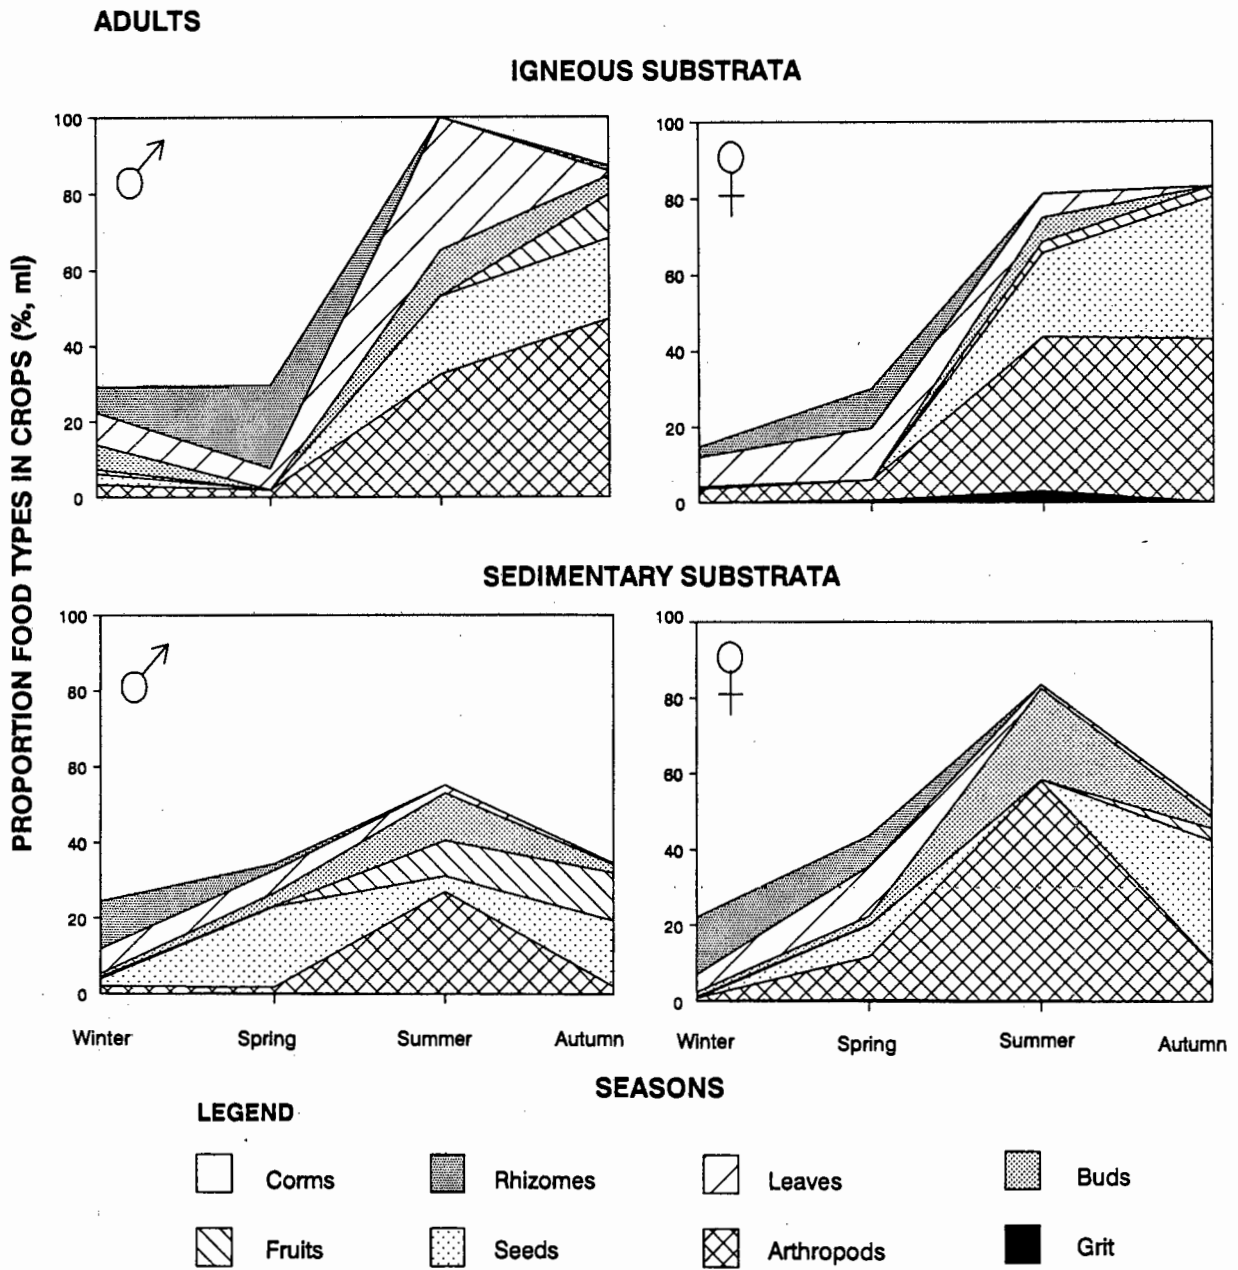 ADULTS
IGNEOUS SUBSTRATA
PROPORTION FOOD TYPES IN CROPS (%, ml)
100
80
60
40
20
0
100
80
60
40
20
0
SEDIMENTARY SUBSTRATA
100
80
60
40
20
0
100
80
60
40
20
0
Winter Spring Summer Autumn
Winter Spring Summer Autumn
SEASONS
LEGEND
Corms Rhizomes Leaves Buds
Fruits Seeds Arthropods Grit